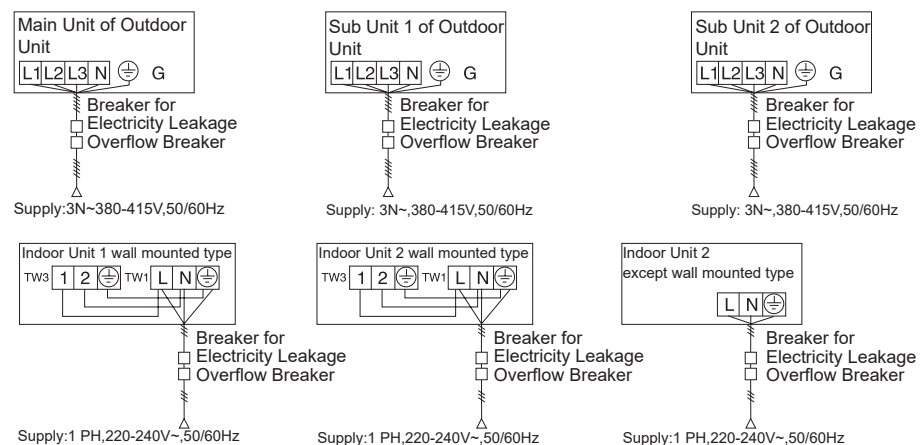 Main Unit of Outdoor
Unit
L1 L2 L3 N G
Breaker for
Electricity Leakage
Overflow Breaker
Supply:3N~380-415V,50/60Hz
Sub Unit 1 of Outdoor
Unit
L1 L2 L3 N G
Breaker for
Electricity Leakage
Overflow Breaker
Supply: 3N~,380-415V,50/60Hz
Sub Unit 2 of Outdoor
Unit
L1 L2 L3 N G
Breaker for
Electricity Leakage
Overflow Breaker
Supply: 3N~,380-415V,50/60Hz
Indoor Unit 1 wall mounted type
TW3 1 2 TW1 L N
Breaker for
Electricity Leakage
Overflow Breaker
Supply:1 PH,220-240V~,50/60Hz
Indoor Unit 2 wall mounted type
TW3 1 2 TW1 L N
Breaker for
Electricity Leakage
Overflow Breaker
Supply:1 PH,220-240V~,50/60Hz
Indoor Unit 2
except wall mounted type
L N
Breaker for
Electricity Leakage
Overflow Breaker
Supply:1 PH,220-240V~,50/60Hz